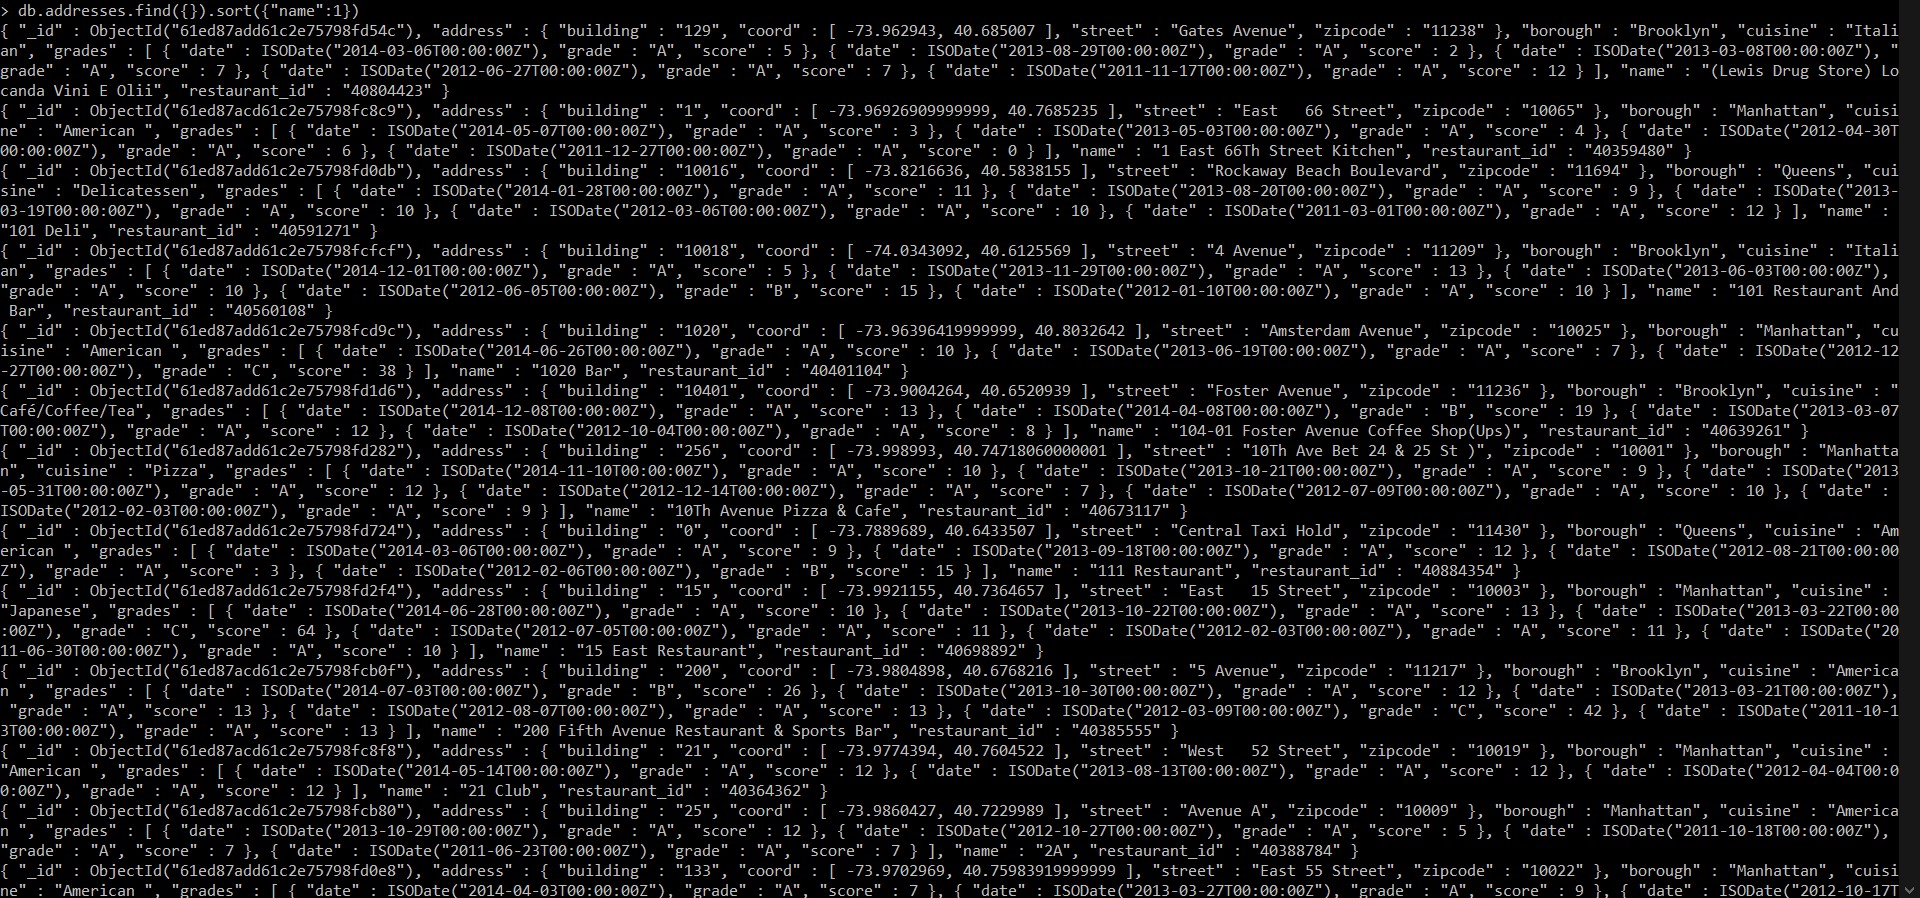 > db.addresses.find({}).sort({"name":1})
{ "_id" : ObjectId("61ed87add61c2e75798fd54c"), "address" : { "building" : "129", "coord" : [ -73.962943, 40.685007 ], "street" : "Gates Avenue", "zipcode" : "11238" }, "borough" : "Brooklyn", "cuisine" : "Itali
an", "grades" : [ { "date" : ISODate("2014-03-06T00:00:00Z"), "grade" : "A", "score" : 5 }, { "date" : ISODate("2013-08-29T00:00:00Z"), "grade" : "A", "score" : 2 }, { "date" : ISODate("2013-03-08T00:00:00Z"), "
grade" : "A", "score" : 7 }, { "date" : ISODate("2012-06-27T00:00:00Z"), "grade" : "A", "score" : 7 }, { "date" : ISODate("2011-11-17T00:00:00Z"), "grade" : "A", "score" : 12 } ], "name" : "(Lewis Drug Store) Lo
canda Vini E Olii", "restaurant_id" : "40804423" }
{ "_id" : ObjectId("61ed87acd61c2e75798fc8c9"), "address" : { "building" : "1", "coord" : [ -73.96926909999999, 40.7685235 ], "street" : "East   66 Street", "zipcode" : "10065" }, "borough" : "Manhattan", "cuisi
ne" : "American ", "grades" : [ { "date" : ISODate("2014-05-07T00:00:00Z"), "grade" : "A", "score" : 3 }, { "date" : ISODate("2013-05-03T00:00:00Z"), "grade" : "A", "score" : 4 }, { "date" : ISODate("2012-04-30T
00:00:00Z"), "grade" : "A", "score" : 6 }, { "date" : ISODate("2011-12-27T00:00:00Z"), "grade" : "A", "score" : 0 } ], "name" : "1 East 66Th Street Kitchen", "restaurant_id" : "40359480" }
{ "_id" : ObjectId("61ed87add61c2e75798fd0db"), "address" : { "building" : "10016", "coord" : [ -73.8216636, 40.5838155 ], "street" : "Rockaway Beach Boulevard", "zipcode" : "11694" }, "borough" : "Queens", "cui
sine" : "Delicatessen", "grades" : [ { "date" : ISODate("2014-01-28T00:00:00Z"), "grade" : "A", "score" : 11 }, { "date" : ISODate("2013-08-20T00:00:00Z"), "grade" : "A", "score" : 9 }, { "date" : ISODate("2013-
03-19T00:00:00Z"), "grade" : "A", "score" : 10 }, { "date" : ISODate("2012-03-06T00:00:00Z"), "grade" : "A", "score" : 10 }, { "date" : ISODate("2011-03-01T00:00:00Z"), "grade" : "A", "score" : 12 } ], "name" :
"101 Deli", "restaurant_id" : "40591271" }
{ "_id" : ObjectId("61ed87add61c2e75798fcfcf"), "address" : { "building" : "10018", "coord" : [ -74.0343092, 40.6125569 ], "street" : "4 Avenue", "zipcode" : "11209" }, "borough" : "Brooklyn", "cuisine" : "Itali
an", "grades" : [ { "date" : ISODate("2014-12-01T00:00:00Z"), "grade" : "A", "score" : 5 }, { "date" : ISODate("2013-11-29T00:00:00Z"), "grade" : "A", "score" : 13 }, { "date" : ISODate("2013-06-03T00:00:00Z"),
"grade" : "A", "score" : 10 }, { "date" : ISODate("2012-06-05T00:00:00Z"), "grade" : "B", "score" : 15 }, { "date" : ISODate("2012-01-10T00:00:00Z"), "grade" : "A", "score" : 10 } ], "name" : "101 Restaurant And
 Bar", "restaurant_id" : "40560108" }
{ "_id" : ObjectId("61ed87add61c2e75798fcd9c"), "address" : { "building" : "1020", "coord" : [ -73.96396419999999, 40.8032642 ], "street" : "Amsterdam Avenue", "zipcode" : "10025" }, "borough" : "Manhattan", "cu
isine" : "American ", "grades" : [ { "date" : ISODate("2014-06-26T00:00:00Z"), "grade" : "A", "score" : 10 }, { "date" : ISODate("2013-06-19T00:00:00Z"), "grade" : "A", "score" : 7 }, { "date" : ISODate("2012-12
-27T00:00:00Z"), "grade" : "C", "score" : 38 } ], "name" : "1020 Bar", "restaurant_id" : "40401104" }
{ "_id" : ObjectId("61ed87add61c2e75798fd1d6"), "address" : { "building" : "10401", "coord" : [ -73.9004264, 40.6520939 ], "street" : "Foster Avenue", "zipcode" : "11236" }, "borough" : "Brooklyn", "cuisine" : "
Café/Coffee/Tea", "grades" : [ { "date" : ISODate("2014-12-08T00:00:00Z"), "grade" : "A", "score" : 13 }, { "date" : ISODate("2014-04-08T00:00:00Z"), "grade" : "B", "score" : 19 }, { "date" : ISODate("2013-03-07
T00:00:00Z"), "grade" : "A", "score" : 12 }, { "date" : ISODate("2012-10-04T00:00:00Z"), "grade" : "A", "score" : 8 } ], "name" : "104-01 Foster Avenue Coffee Shop(Ups)", "restaurant_id" : "40639261" }
{ "_id" : ObjectId("61ed87add61c2e75798fd282"), "address" : { "building" : "256", "coord" : [ -73.998993, 40.74718060000001 ], "street" : "10Th Ave Bet 24 & 25 St )", "zipcode" : "10001" }, "borough" : "Manhatta
n", "cuisine" : "Pizza", "grades" : [ { "date" : ISODate("2014-11-10T00:00:00Z"), "grade" : "A", "score" : 10 }, { "date" : ISODate("2013-10-21T00:00:00Z"), "grade" : "A", "score" : 9 }, { "date" : ISODate("2013
-05-31T00:00:00Z"), "grade" : "A", "score" : 12 }, { "date" : ISODate("2012-12-14T00:00:00Z"), "grade" : "A", "score" : 7 }, { "date" : ISODate("2012-07-09T00:00:00Z"), "grade" : "A", "score" : 10 }, { "date" :
ISODate("2012-02-03T00:00:00Z"), "grade" : "A", "score" : 9 } ], "name" : "10Th Avenue Pizza & Cafe", "restaurant_id" : "40673117" }
{ "_id" : ObjectId("61ed87add61c2e75798fd724"), "address" : { "building" : "0", "coord" : [ -73.7889689, 40.6433507 ], "street" : "Central Taxi Hold", "zipcode" : "11430" }, "borough" : "Queens", "cuisine" : "Am
erican ", "grades" : [ { "date" : ISODate("2014-03-06T00:00:00Z"), "grade" : "A", "score" : 9 }, { "date" : ISODate("2013-09-18T00:00:00Z"), "grade" : "A", "score" : 12 }, { "date" : ISODate("2012-08-21T00:00:00
Z"), "grade" : "A", "score" : 3 }, { "date" : ISODate("2012-02-06T00:00:00Z"), "grade" : "B", "score" : 15 } ], "name" : "111 Restaurant", "restaurant_id" : "40884354" }
{ "_id" : ObjectId("61ed87add61c2e75798fd2f4"), "address" : { "building" : "15", "coord" : [ -73.9921155, 40.7364657 ], "street" : "East   15 Street", "zipcode" : "10003" }, "borough" : "Manhattan", "cuisine" :
"Japanese", "grades" : [ { "date" : ISODate("2014-06-28T00:00:00Z"), "grade" : "A", "score" : 10 }, { "date" : ISODate("2013-10-22T00:00:00Z"), "grade" : "A", "score" : 13 }, { "date" : ISODate("2013-03-22T00:00
:00Z"), "grade" : "C", "score" : 64 }, { "date" : ISODate("2012-07-05T00:00:00Z"), "grade" : "A", "score" : 11 }, { "date" : ISODate("2012-02-03T00:00:00Z"), "grade" : "A", "score" : 11 }, { "date" : ISODate("20
11-06-30T00:00:00Z"), "grade" : "A", "score" : 10 } ], "name" : "15 East Restaurant", "restaurant_id" : "40698892" }
{ "_id" : ObjectId("61ed87acd61c2e75798fcb0f"), "address" : { "building" : "200", "coord" : [ -73.9804898, 40.6768216 ], "street" : "5 Avenue", "zipcode" : "11217" }, "borough" : "Brooklyn", "cuisine" : "America
n ", "grades" : [ { "date" : ISODate("2014-07-03T00:00:00Z"), "grade" : "B", "score" : 26 }, { "date" : ISODate("2013-10-30T00:00:00Z"), "grade" : "A", "score" : 12 }, { "date" : ISODate("2013-03-21T00:00:00Z"),
 "grade" : "A", "score" : 13 }, { "date" : ISODate("2012-08-07T00:00:00Z"), "grade" : "A", "score" : 13 }, { "date" : ISODate("2012-03-09T00:00:00Z"), "grade" : "C", "score" : 42 }, { "date" : ISODate("2011-10-1
3T00:00:00Z"), "grade" : "A", "score" : 13 } ], "name" : "200 Fifth Avenue Restaurant & Sports Bar", "restaurant_id" : "40385555" }
{ "_id" : ObjectId("61ed87acd61c2e75798fc8f8"), "address" : { "building" : "21", "coord" : [ -73.9774394, 40.7604522 ], "street" : "West   52 Street", "zipcode" : "10019" }, "borough" : "Manhattan", "cuisine" :
"American ", "grades" : [ { "date" : ISODate("2014-05-14T00:00:00Z"), "grade" : "A", "score" : 12 }, { "date" : ISODate("2013-08-13T00:00:00Z"), "grade" : "A", "score" : 12 }, { "date" : ISODate("2012-04-04T00:0
0:00Z"), "grade" : "A", "score" : 12 } ], "name" : "21 Club", "restaurant_id" : "40364362" }
{ "_id" : ObjectId("61ed87acd61c2e75798fcb80"), "address" : { "building" : "25", "coord" : [ -73.9860427, 40.7229989 ], "street" : "Avenue A", "zipcode" : "10009" }, "borough" : "Manhattan", "cuisine" : "America
n ", "grades" : [ { "date" : ISODate("2013-10-29T00:00:00Z"), "grade" : "A", "score" : 12 }, { "date" : ISODate("2012-10-27T00:00:00Z"), "grade" : "A", "score" : 5 }, { "date" : ISODate("2011-10-18T00:00:00Z"),
"grade" : "A", "score" : 7 }, { "date" : ISODate("2011-06-23T00:00:00Z"), "grade" : "A", "score" : 7 } ], "name" : "2A", "restaurant_id" : "40388784" }
{ "_id" : ObjectId("61ed87add61c2e75798fd0e8"), "address" : { "building" : "133", "coord" : [ -73.9702969, 40.75983919999999 ], "street" : "East 55 Street", "zipcode" : "10022" }, "borough" : "Manhattan", "cuisi
ne" : "American ", "grades" : [ { "date" : ISODate("2014-04-03T00:00:00Z"), "grade" : "A", "score" : 7 }, { "date" : ISODate("2013-03-27T00:00:00Z"), "grade" : "A", "score" : 9 }, { "date" : ISODate("2012-10-17T